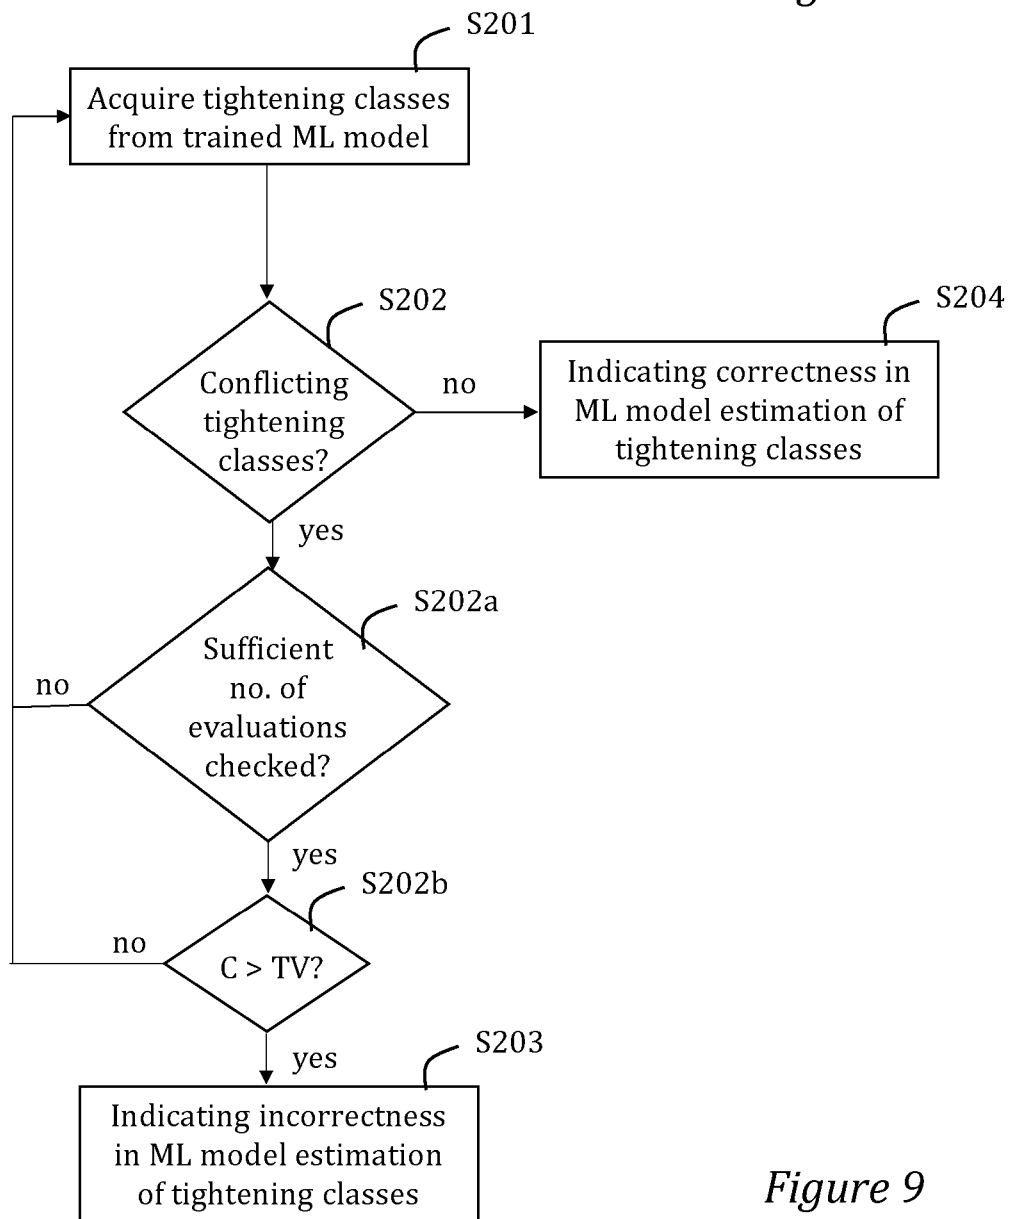 S201
Acquire tightening classes
from trained ML model
S202
S204
Conflicting
tightening
classes?
no
Indicating correctness in
ML model estimation of
tightening classes
yes
S202a
Sufficient
no. of
evaluations
checked?
no
yes
S202b
no
C > TV?
yes
S203
Indicating incorrectness
in ML model estimation
of tightening classes
Figure 9